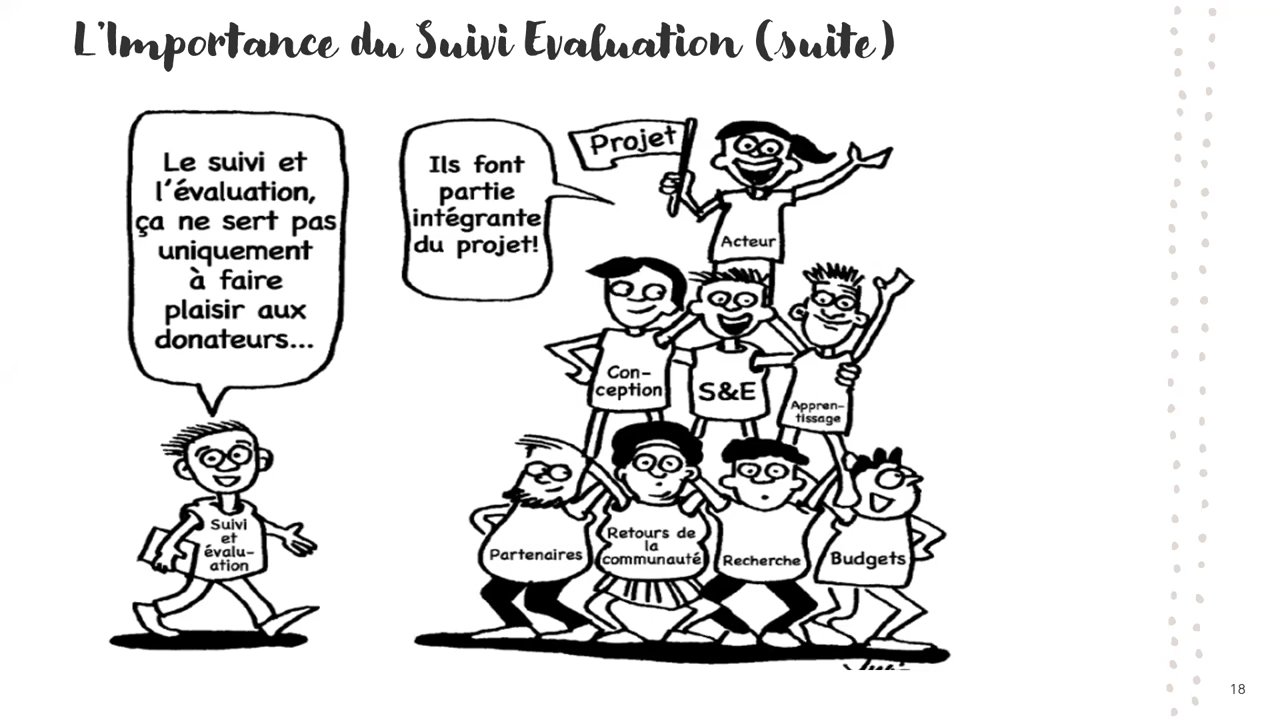 L'Importance du Suivi Evaluation (suite)
Le suivi et
l'évaluation,
ça ne sert pas
uniquement
à faire
plaisir aux
donateurs...
Ils font
partie
intégrante
du projet!
Projet
Acteur
Con-
ception
S&E
Appren-
tissage
Suivi
et
évalu-
ation
Partenaires
Retours de
la
communauté
Recherche
Budgets
18